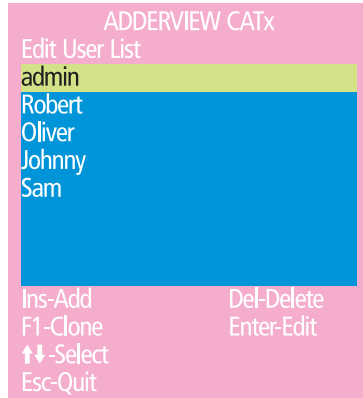 ADDERVIEW CATx
Edit User List
admin
Robert
Oliver
Johnny
Sam
Ins-Add Del-Delete
F1-Clone Enter-Edit
⬆⬇-Select
Esc-Quit